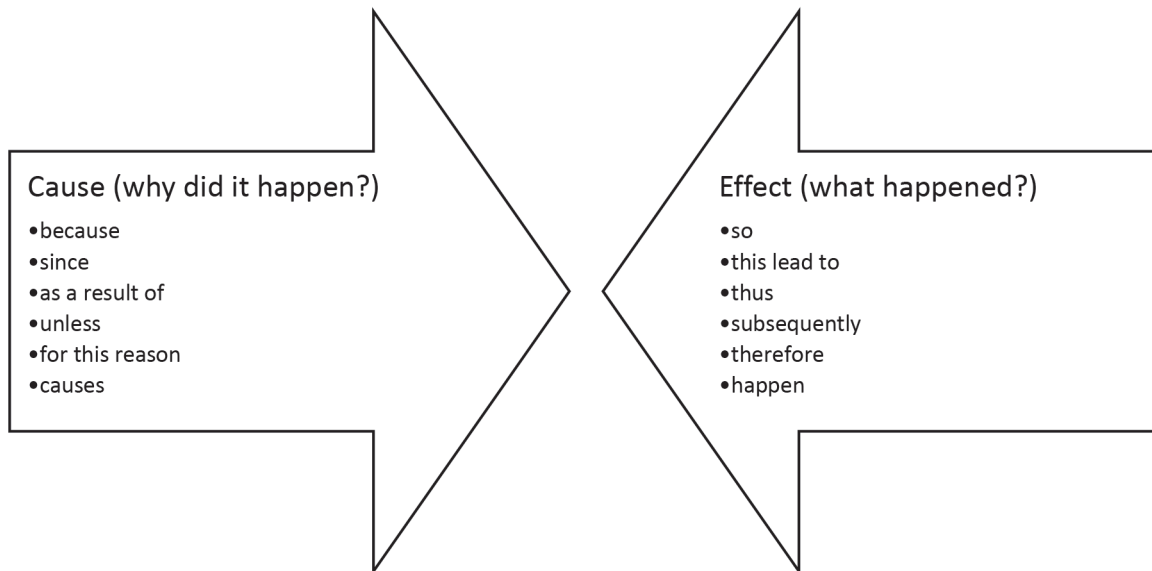 Cause (why did it happen?)
•because
•since
•as a result of
•unless
•for this reason
•causes
Effect (what happened?)
•so
•this lead to
•thus
•subsequently
•therefore
•happen